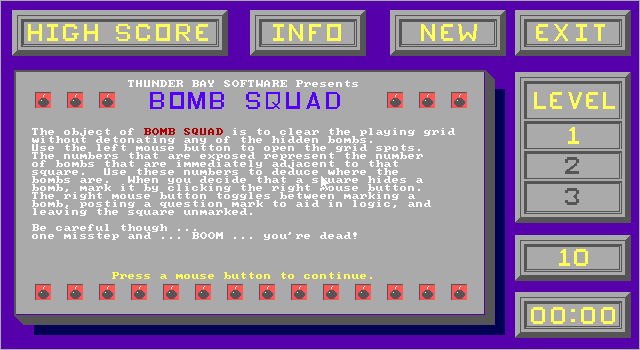 HIGH SCORE
INFO
NEW
EXIT
THUNDER BAY SOFTWARE Presents
BOMB SQUAD
The object of BOMB SQUAD is to clear the playing grid
without detonating any of the hidden bombs.
Use the left mouse button to open the grid spots.
The numbers that are exposed represent the number
of bombs that are immediately adjacent to that
square.  Use these numbers to deduce where the
bombs are.  When you decide that a square hides a
bomb, mark it by clicking the right mouse button.
The right mouse button toggles between marking a
bomb, posting a question mark to aid in logic, and
leaving the square unmarked.
Be careful though ...
one misstep and ... BOOM ... you're dead!
Press a mouse button to continue.
LEVEL
1
2
3
10
00:00